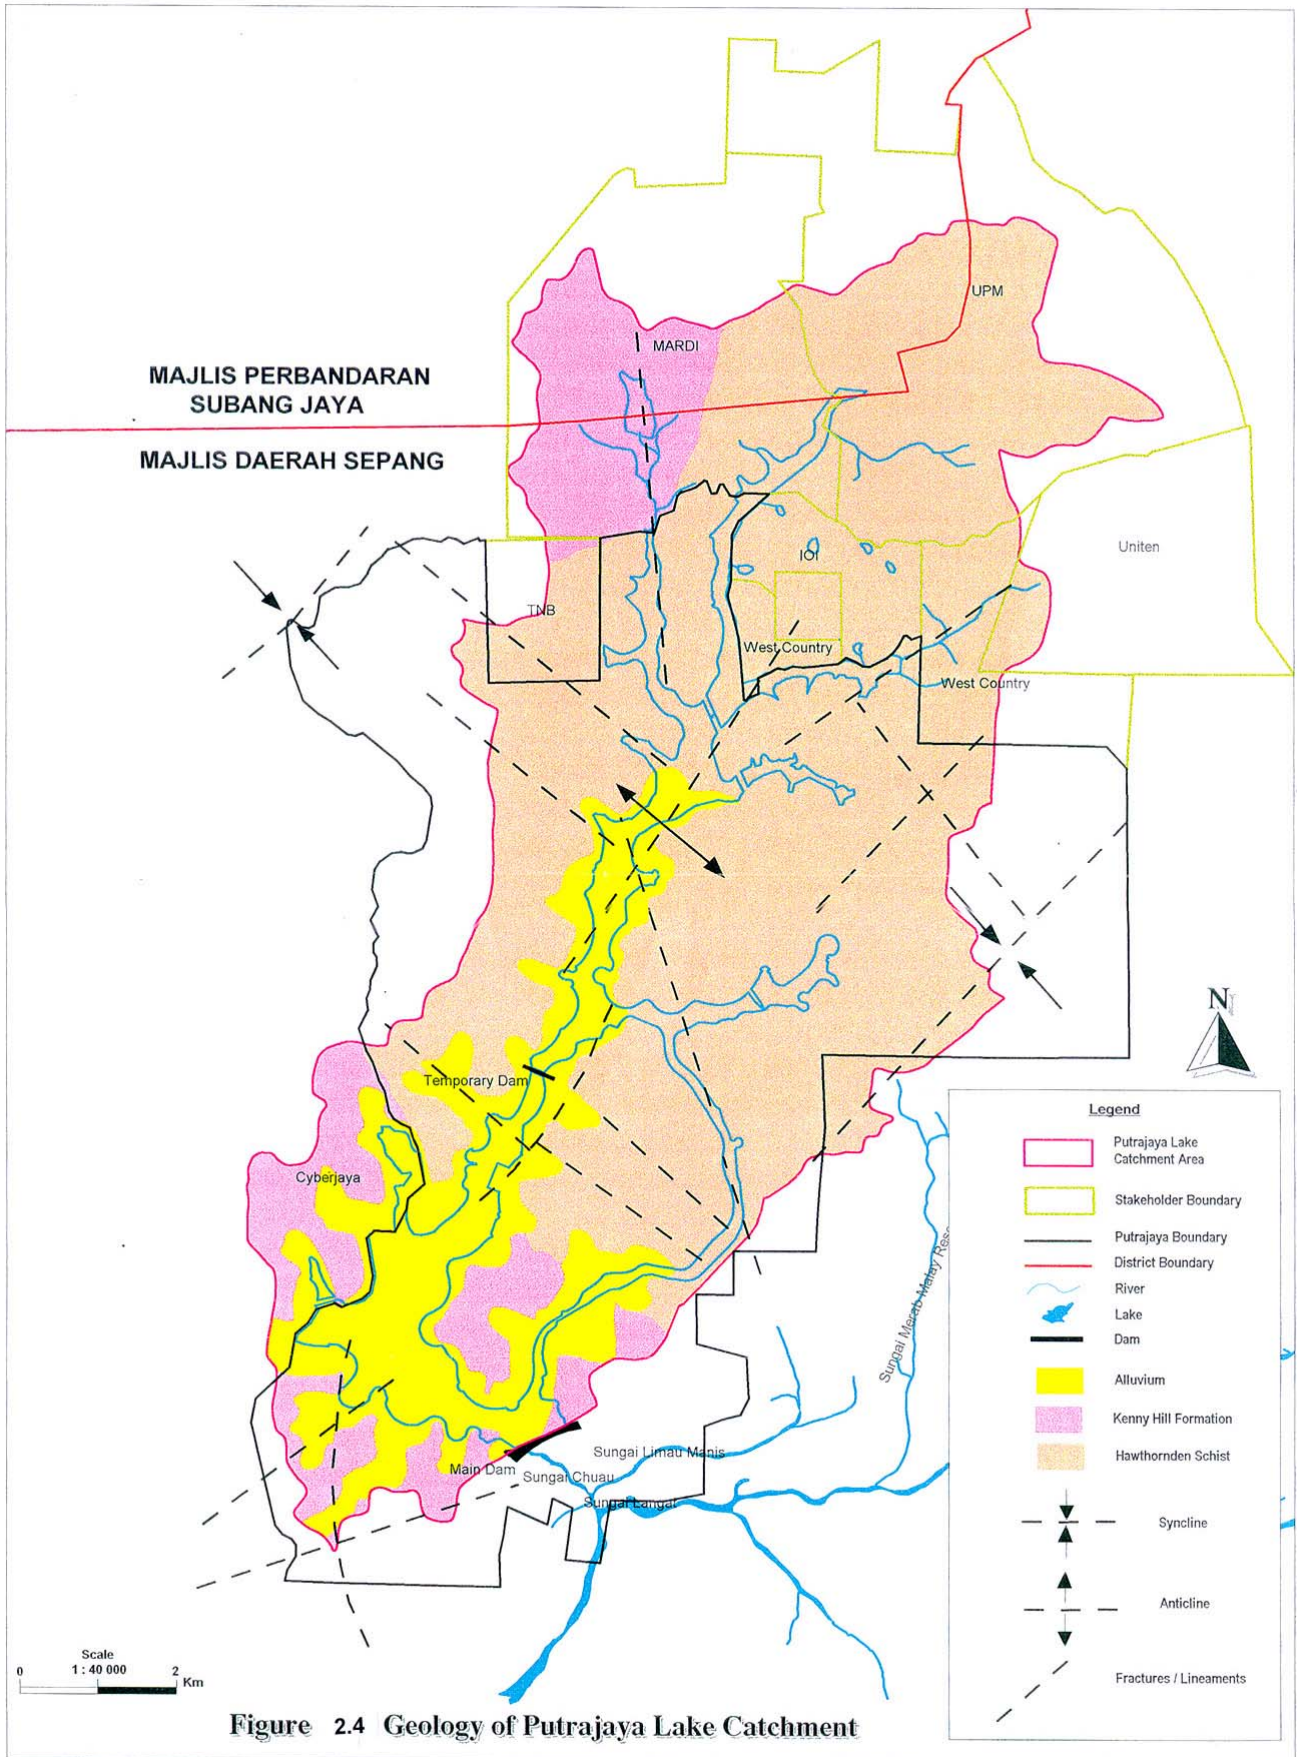 UPM
MARDI
MAJLIS PERBANDARAN
SUBANG JAYA
MAJLIS DAERAH SEPANG
Uniten
IOI
TNB
West Country
West Country
N
Temporary Dam
Cyberjaya
Main Dam
Sungai Limau Manis
Sungai Chuau
Sungai Langat
Sungai Merab Malay
Legend
Putrajaya Lake
Catchment Area
Stakeholder Boundary
Putrajaya Boundary
District Boundary
River
Lake
Dam
Alluvium
Kenny Hill Formation
Hawthornden Schist
Syncline
Anticline
Fractures / Lineaments
Scale
0 1 : 40 000 2
Km
Figure 2.4 Geology of Putrajaya Lake Catchment